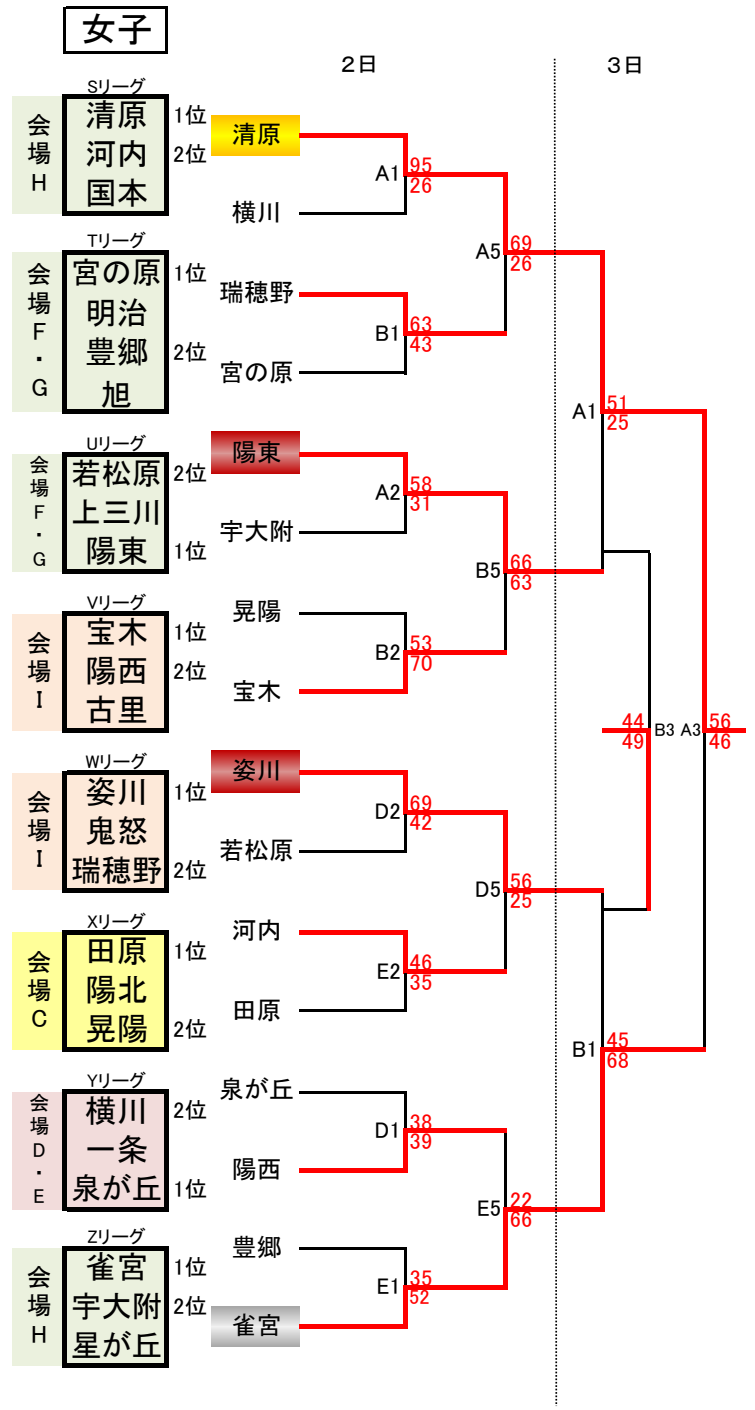 女子
2日
3日
Sリーグ
会場H
清原
河内
国本
1位
2位
Tリーグ
会場F・G
宮の原
明治
豊郷
旭
1位
2位
Uリーグ
会場F・G
若松原
上三川
陽東
2位
1位
Vリーグ
会場I
宝木
陽西
古里
1位
2位
Wリーグ
会場I
姿川
鬼怒
瑞穂野
1位
2位
Xリーグ
会場C
田原
陽北
晃陽
1位
2位
Yリーグ
会場D・E
横川
一条
泉が丘
2位
1位
Zリーグ
会場H
雀宮
宇大附
星が丘
1位
2位
清原
横川
瑞穂野
宮の原
陽東
宇大附
晃陽
宝木
姿川
若松原
河内
田原
泉が丘
陽西
豊郷
雀宮
A1
95
26
B1
63
43
A2
58
31
B2
53
70
D2
69
42
E2
46
35
D1
38
39
E1
35
52
A5
69
26
B5
66
63
D5
56
25
E5
22
66
A1
51
25
B1
45
68
44
49
B3
A3
56
46